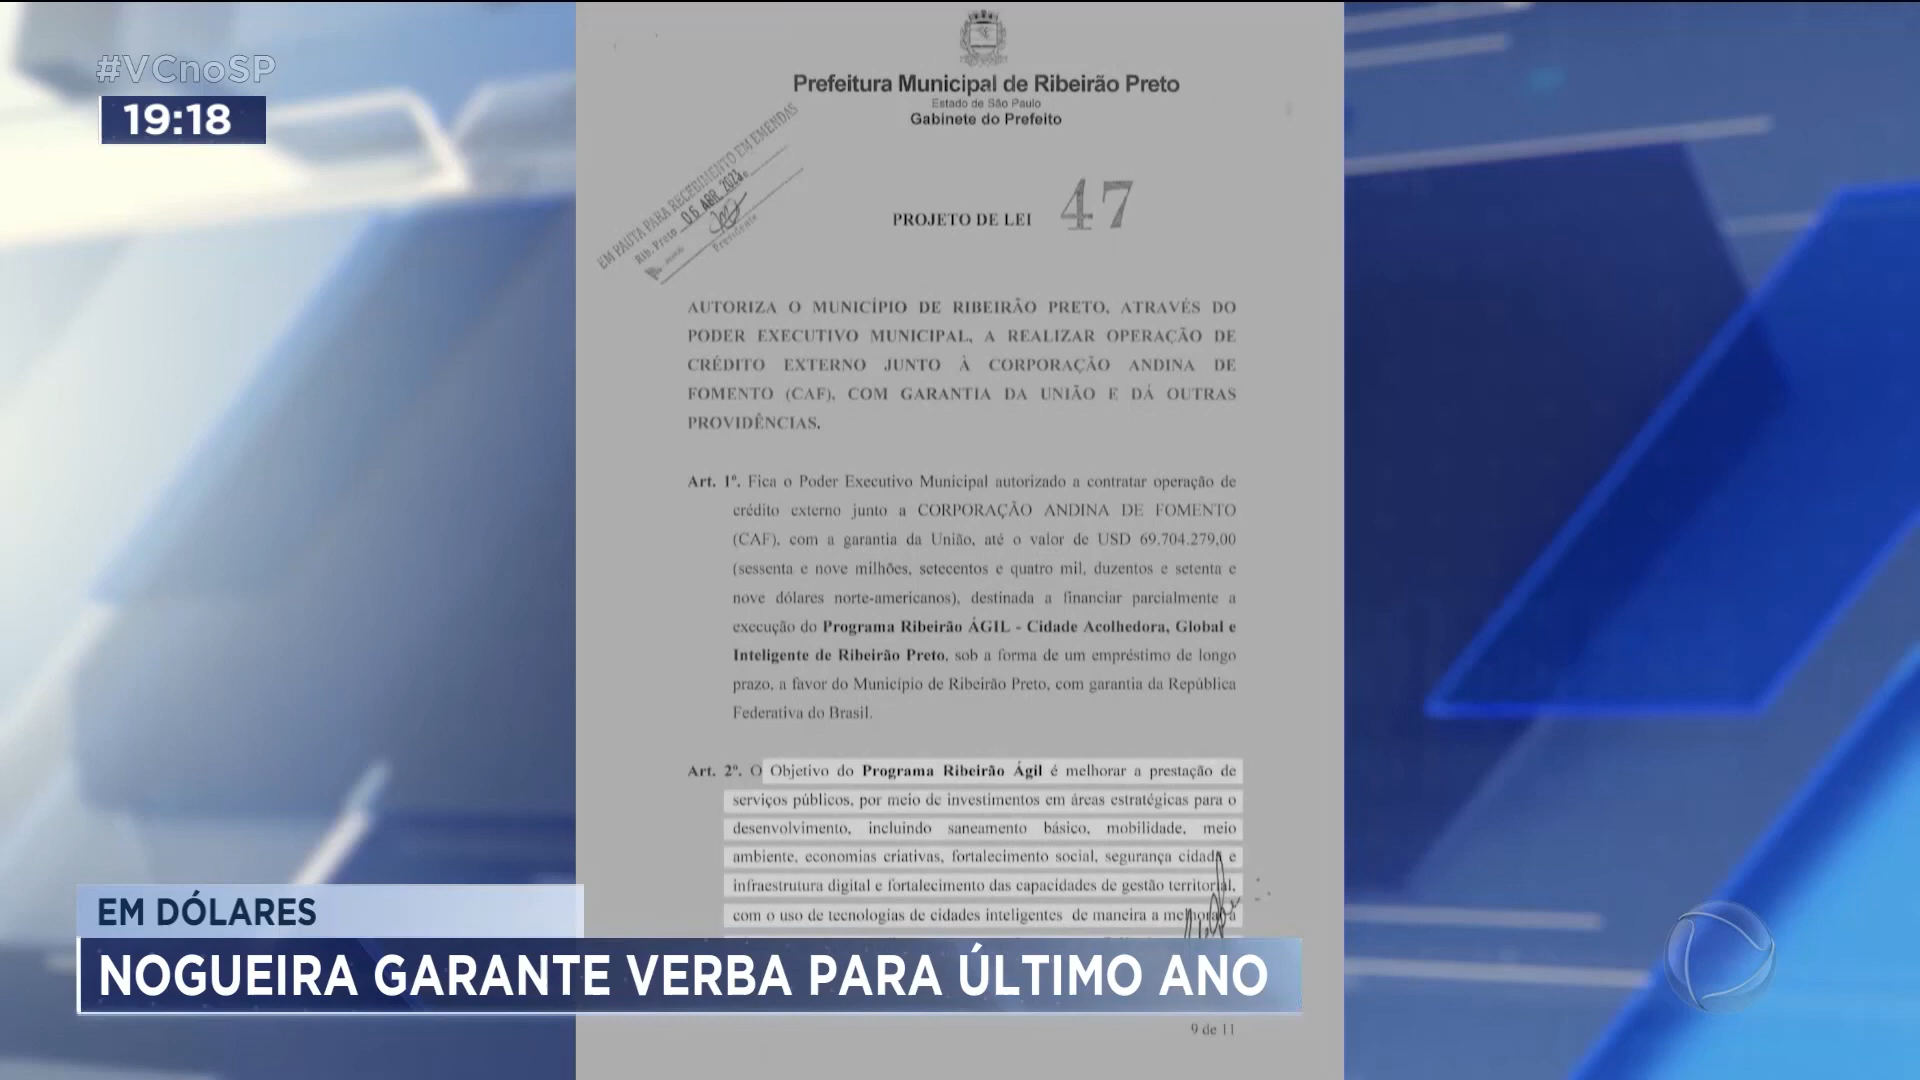 #VCnoSP
19:18
Prefeitura Municipal de Ribeirão Preto
Estado de São Paulo
Gabinete do Prefeito
EM PAUTA PARA RECEBIMENTO EM EMENDAS
Rib. Preto 06 ABR. 2023
Presidente
PROJETO DE LEI 47
AUTORIZA O MUNICÍPIO DE RIBEIRÃO PRETO, ATRAVÉS DO
PODER EXECUTIVO MUNICIPAL, A REALIZAR OPERAÇÃO DE
CRÉDITO EXTERNO JUNTO À CORPORAÇÃO ANDINA DE
FOMENTO (CAF), COM GARANTIA DA UNIÃO E DÁ OUTRAS
PROVIDÊNCIAS.
Art. 1º. Fica o Poder Executivo Municipal autorizado a contratar operação de
crédito externo junto a CORPORAÇÃO ANDINA DE FOMENTO
(CAF), com a garantia da União, até o valor de USD 69.704.279,00
(sessenta e nove milhões, setecentos e quatro mil, duzentos e setenta e
nove dólares norte-americanos), destinada a financiar parcialmente a
execução do Programa Ribeirão ÁGIL - Cidade Acolhedora, Global e
Inteligente de Ribeirão Preto, sob a forma de um empréstimo de longo
prazo, a favor do Município de Ribeirão Preto, com garantia da República
Federativa do Brasil.
Art. 2º. O Objetivo do Programa Ribeirão Ágil é melhorar a prestação de
serviços públicos, por meio de investimentos em áreas estratégicas para o
desenvolvimento, incluindo saneamento básico, mobilidade, meio
ambiente, economias criativas, fortalecimento social, segurança cidadã e
infraestrutura digital e fortalecimento das capacidades de gestão territorial,
com o uso de tecnologias de cidades inteligentes de maneira a melhorar a
EM DÓLARES
NOGUEIRA GARANTE VERBA PARA ÚLTIMO ANO
9 de 11